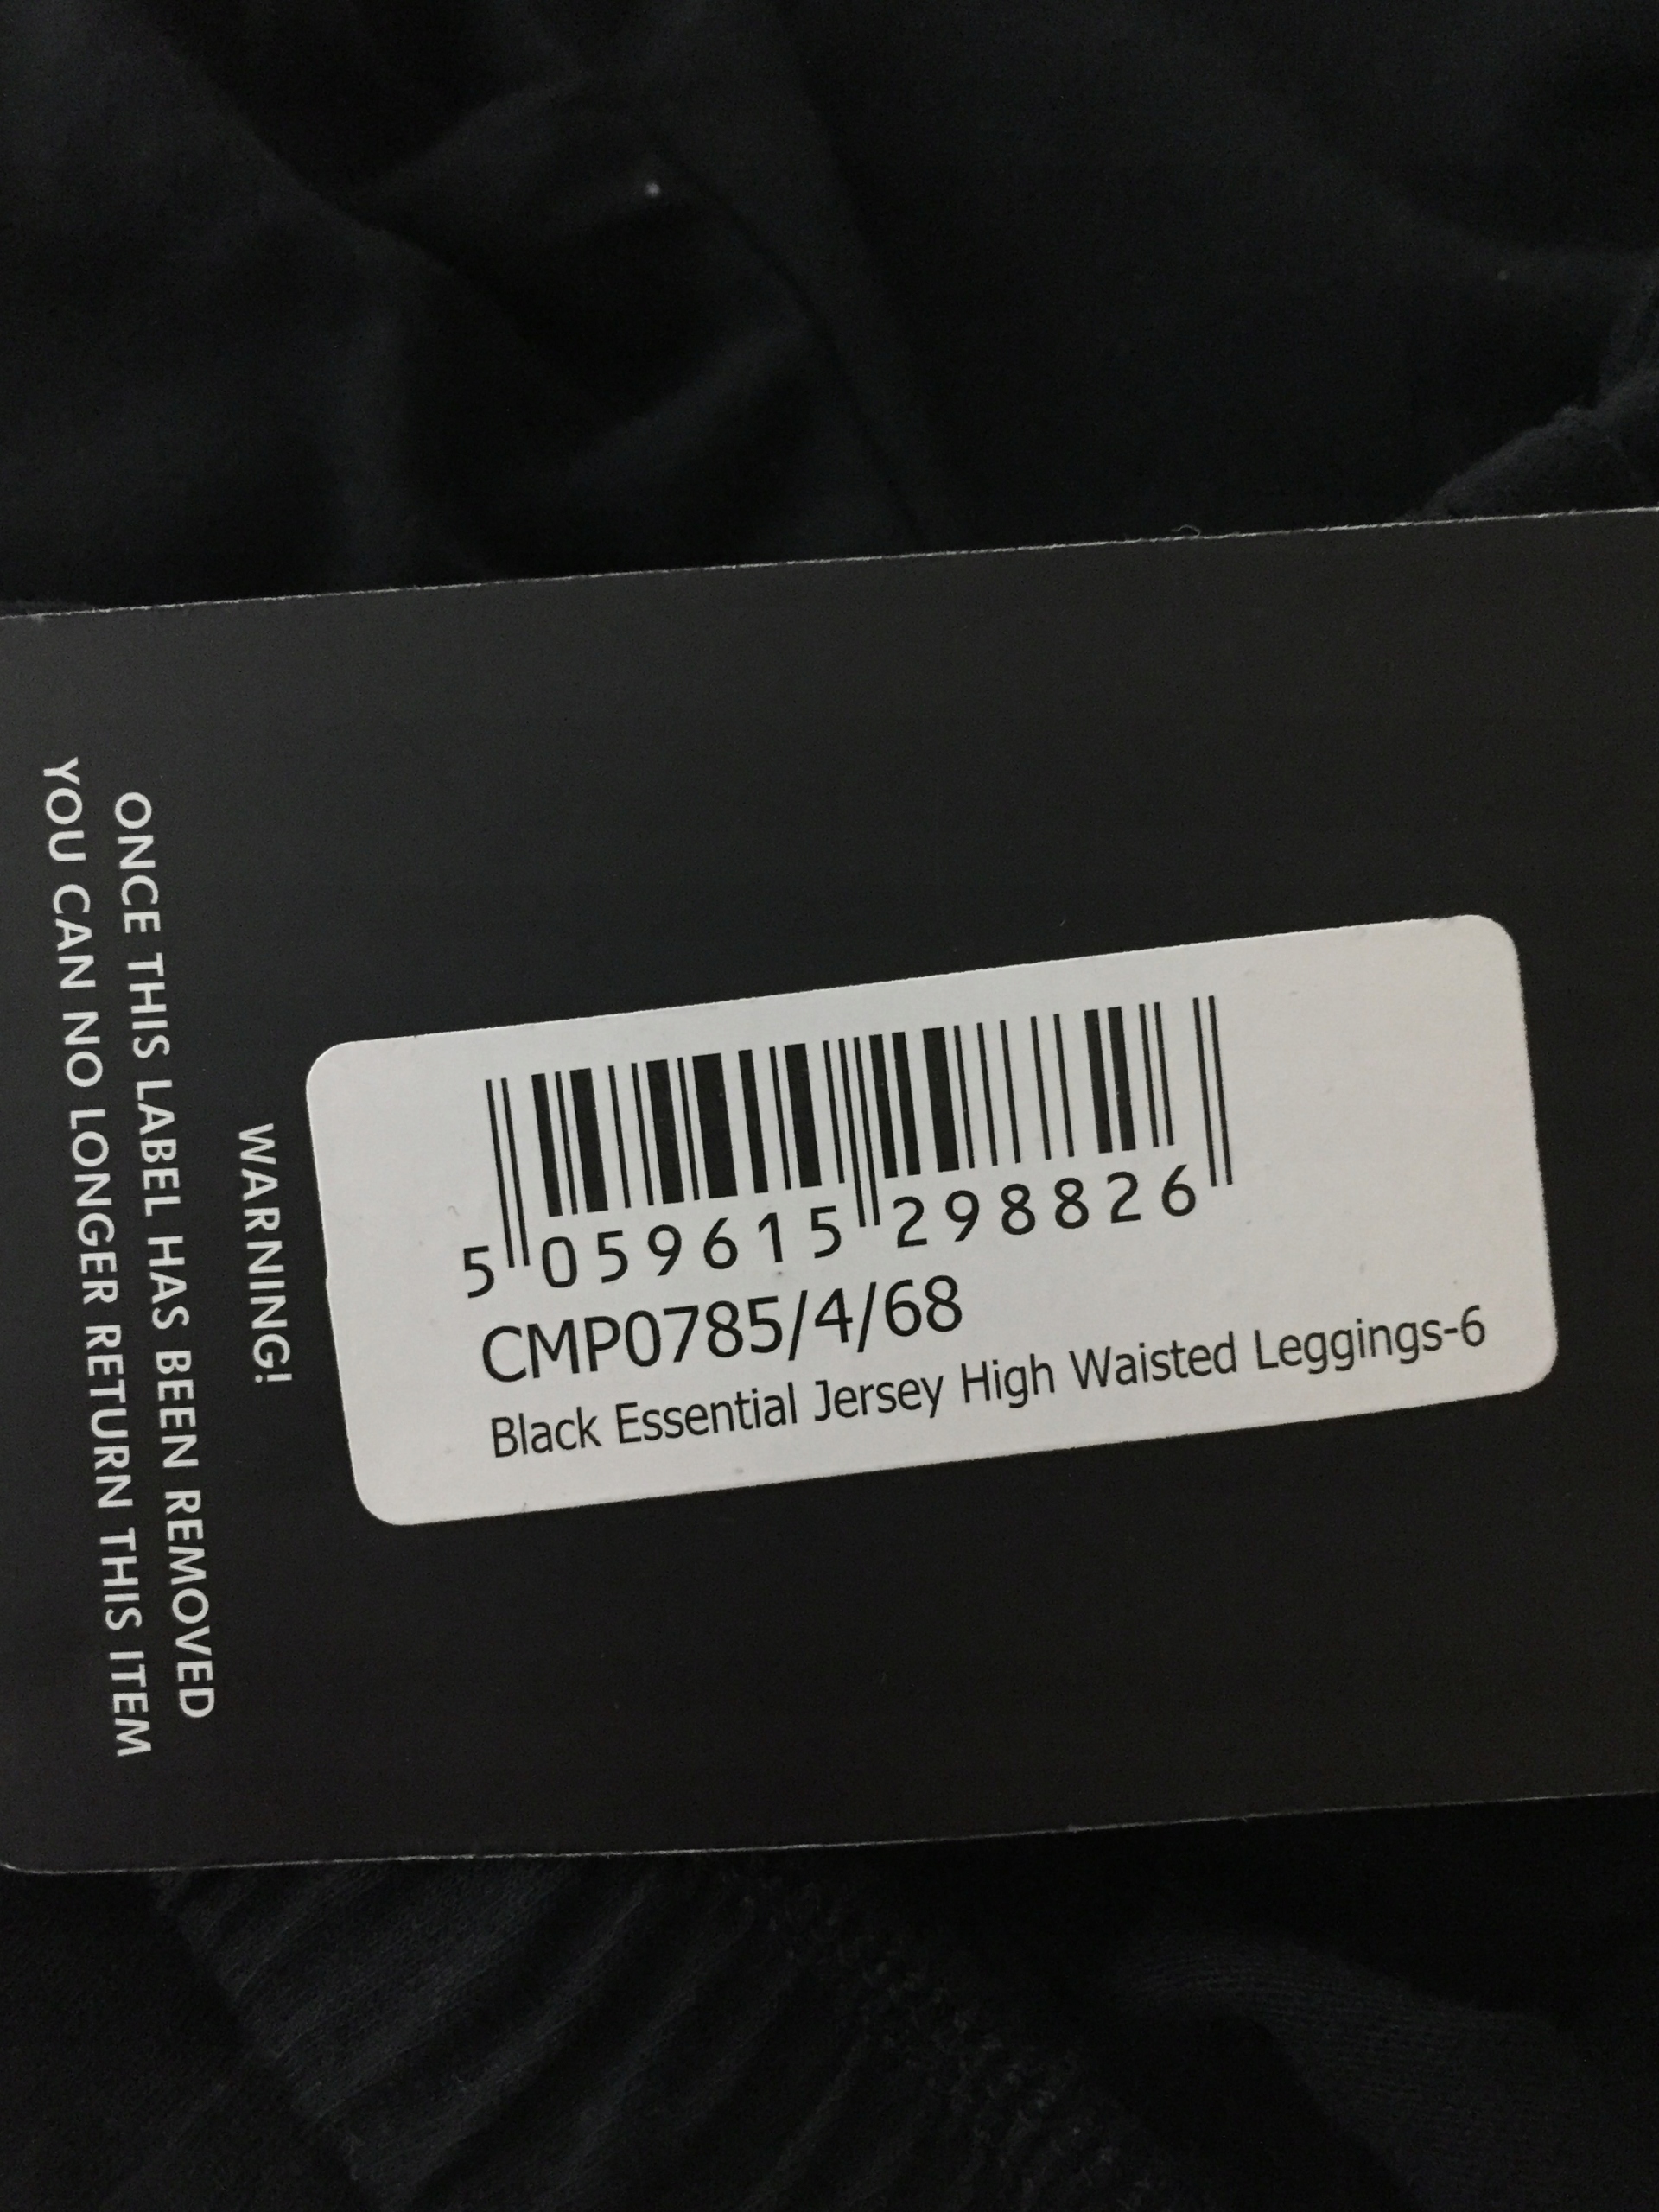 5 059615 298826
CMP0785/4/68
Black Essential Jersey High Waisted Leggings-6
WARNING!
ONCE THIS LABEL HAS BEEN REMOVED
YOU CAN NO LONGER RETURN THIS ITEM